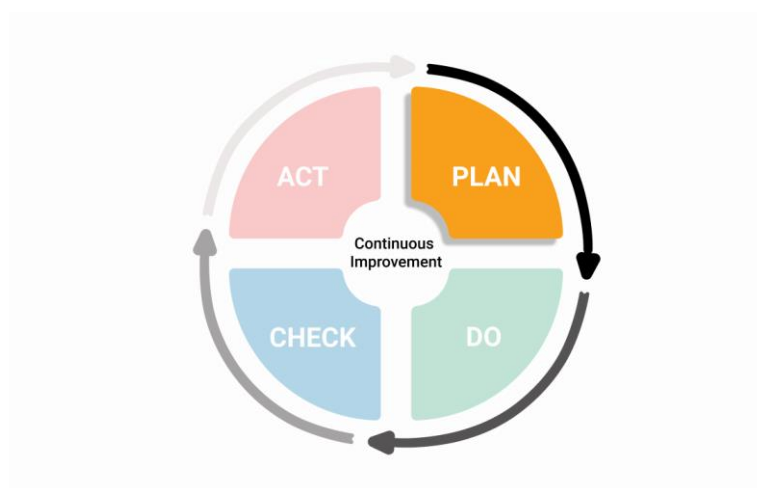 ACT
PLAN
Continuous
Improvement
CHECK
DO